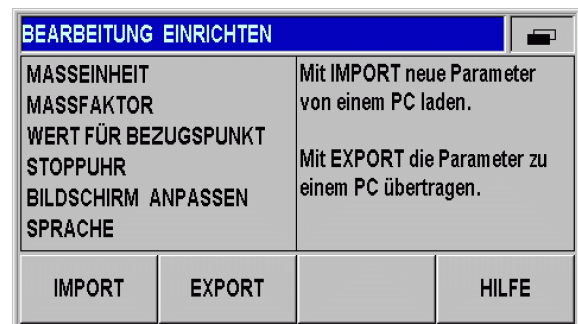 BEARBEITUNG EINRICHTEN
MASSEINHEIT
MASSFAKTOR
WERT FÜR BEZUGSPUNKT
STOPPUHR
BILDSCHIRM ANPASSEN
SPRACHE
Mit IMPORT neue Parameter
von einem PC laden.
Mit EXPORT die Parameter zu
einem PC übertragen.
IMPORT
EXPORT
HILFE